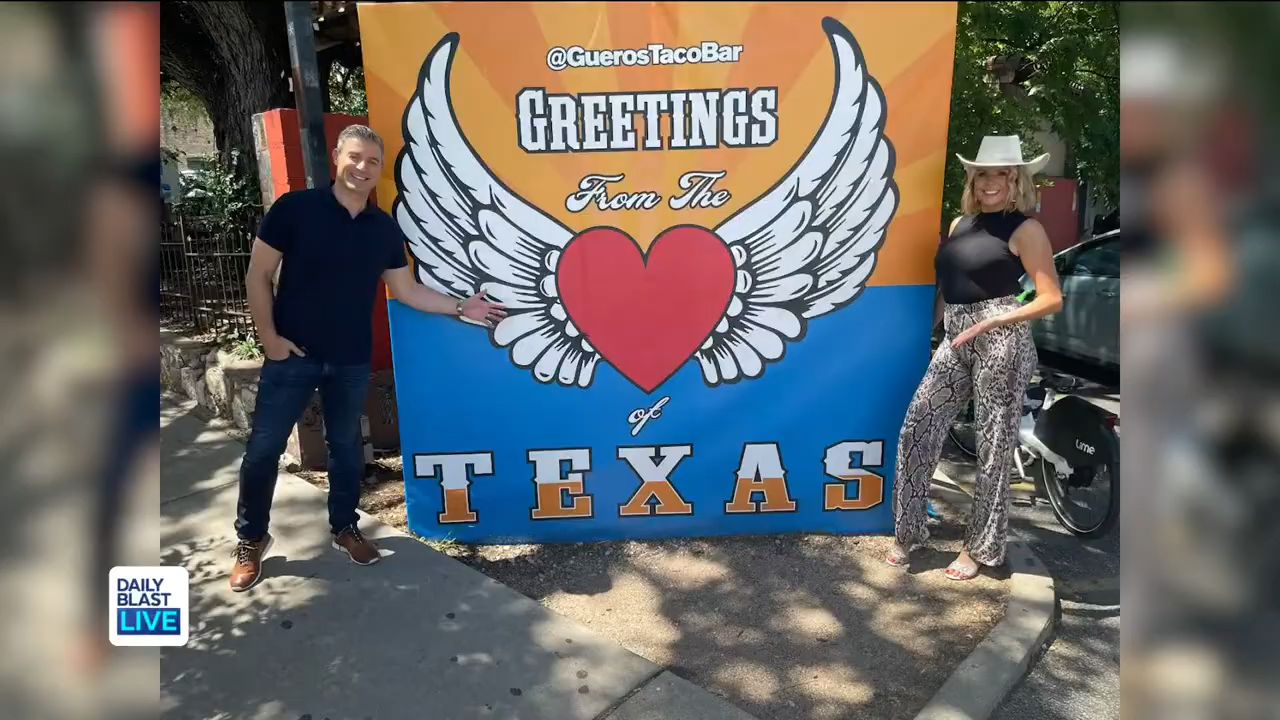 @GuerosTacoBar
GREETINGS
From The
of
TEXAS
Lime
DAILY
BLAST
LIVE